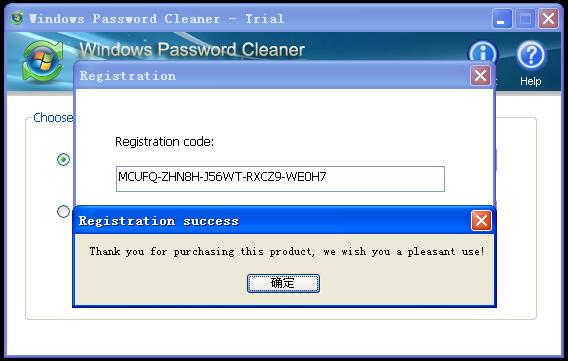 Windows Password Cleaner - Trial
Windows Password Cleaner
Help
Registration
Choose
Registration code:
MCUFQ-ZHN8H-J56WT-RXCZ9-WE0H7
Registration success
Thank you for purchasing this product, we wish you a pleasant use!
确定